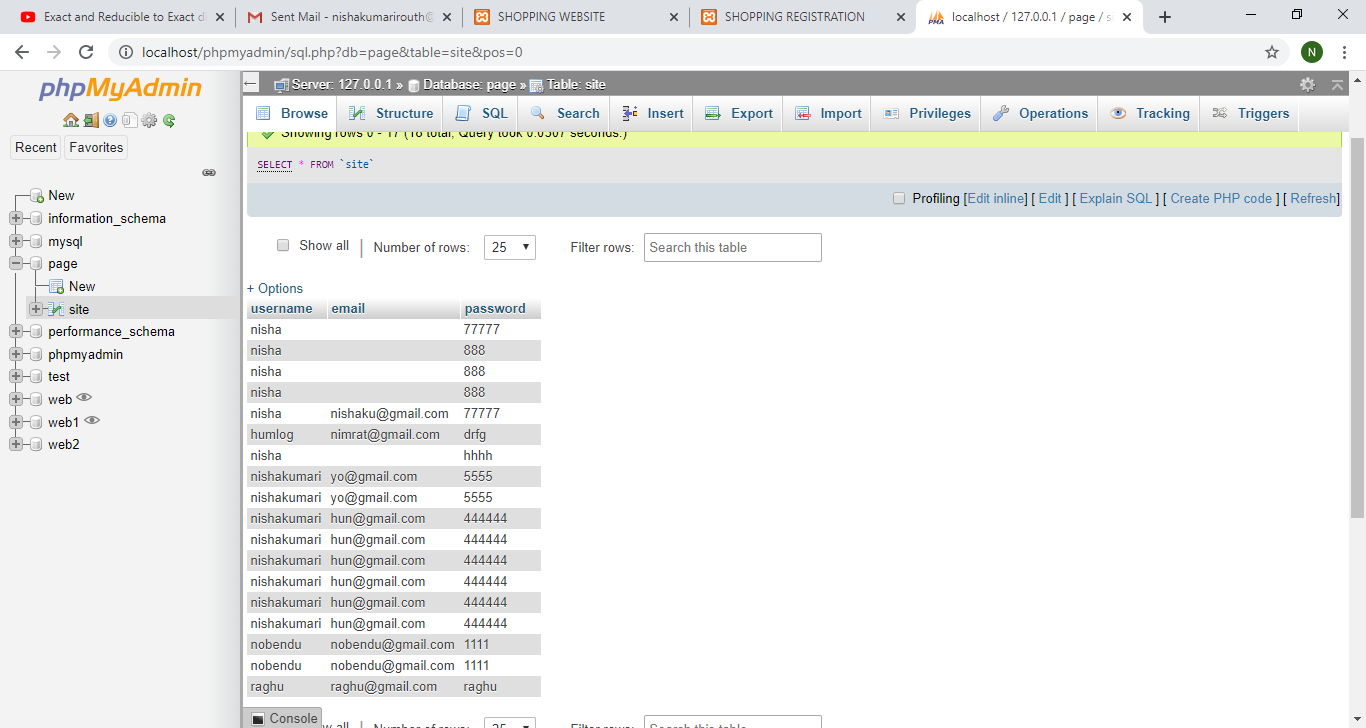 Exact and Reducible to Exact d
Sent Mail - nishakumarirouth@
SHOPPING WEBSITE
SHOPPING REGISTRATION
localhost / 127.0.0.1 / page / si
localhost/phpmyadmin/sql.php?db=page&table=site&pos=0
N
phpMyAdmin
Recent Favorites
New
information_schema
mysql
page
New
site
performance_schema
phpmyadmin
test
web
web1
web2
Server: 127.0.0.1 » Database: page » Table: site
Browse Structure SQL Search Insert Export Import Privileges Operations Tracking Triggers
Showing rows 0 - 17 (18 total, Query took 0.0307 seconds.)
SELECT * FROM `site`
Profiling [Edit inline] [ Edit ] [ Explain SQL ] [ Create PHP code ] [ Refresh]
Show all | Number of rows: 25 Filter rows: Search this table
+ Options
username email password
nisha 77777
nisha 888
nisha 888
nisha 888
nisha nishaku@gmail.com 77777
humlog nimrat@gmail.com drfg
nisha hhhh
nishakumari yo@gmail.com 5555
nishakumari yo@gmail.com 5555
nishakumari hun@gmail.com 444444
nishakumari hun@gmail.com 444444
nishakumari hun@gmail.com 444444
nishakumari hun@gmail.com 444444
nishakumari hun@gmail.com 444444
nishakumari hun@gmail.com 444444
nobendu nobendu@gmail.com 1111
nobendu nobendu@gmail.com 1111
raghu raghu@gmail.com raghu
Console
all Number of rows: 25 Filter rows: Search this table